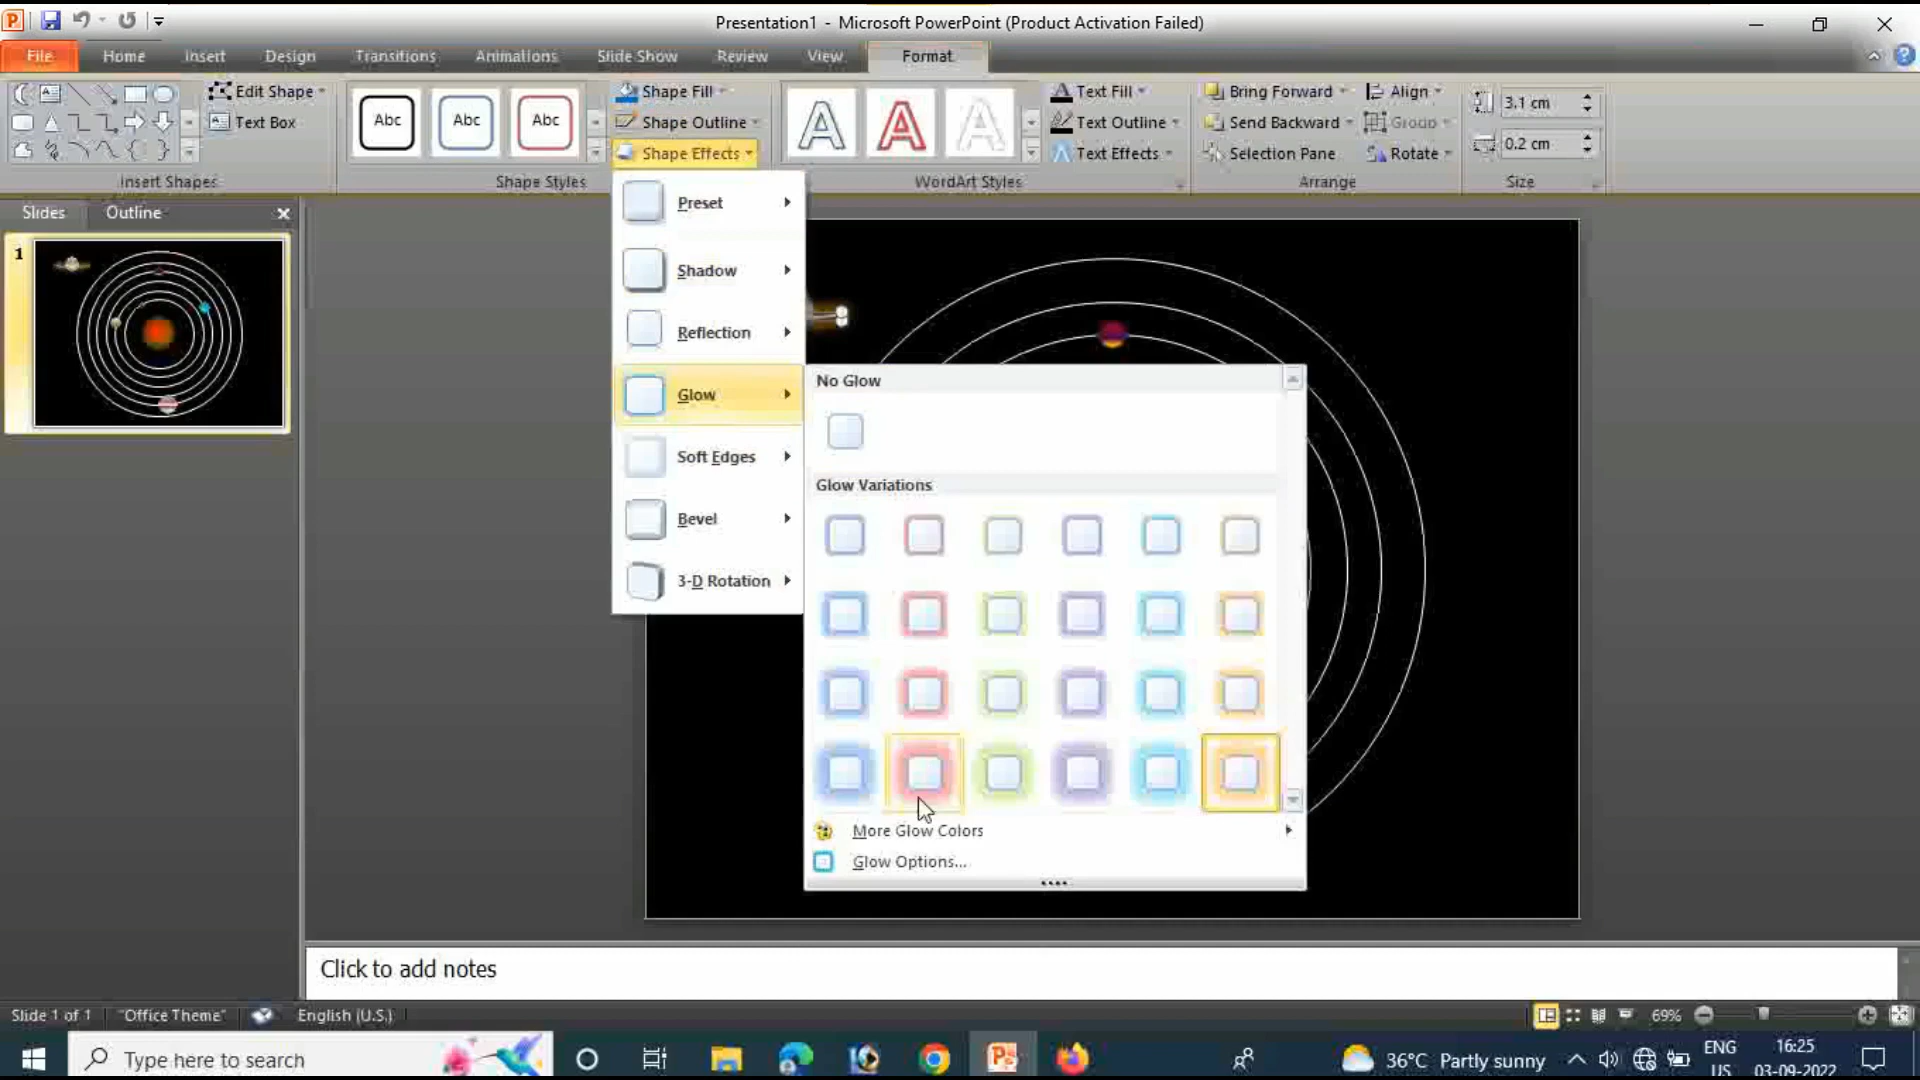 Presentation1 - Microsoft PowerPoint (Product Activation Failed)
File Home Insert Design Transitions Animations Slide Show Review View Format
Edit Shape
Text Box
Insert Shapes
Abc Abc Abc
Shape Fill
Shape Outline
Shape Effects
Shape Styles
Text Fill
Text Outline
Text Effects
WordArt Styles
Bring Forward
Send Backward
Selection Pane
Align
Group
Rotate
Arrange
3.1 cm
0.2 cm
Size
Slides Outline
1
Preset
Shadow
Reflection
Glow
Soft Edges
Bevel
3-D Rotation
No Glow
Glow Variations
More Glow Colors
Glow Options...
Click to add notes
Slide 1 of 1 "Office Theme" English (U.S.) 69%
Type here to search
36°C Partly sunny
ENG
US
16:25
03-09-2022